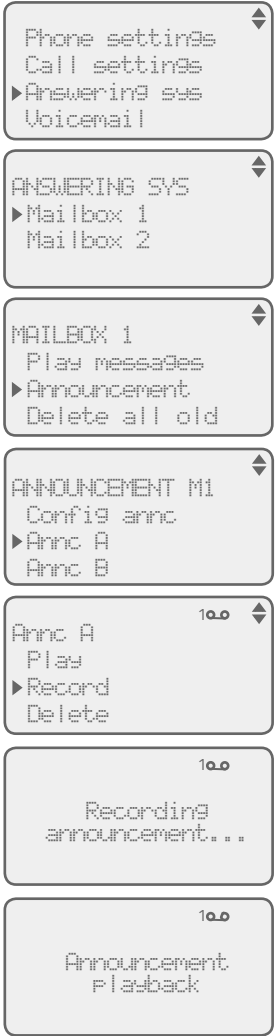 Phone settings
Call settings
▶Answering sys
Voicemail
ANSWERING SYS
▶Mailbox 1
Mailbox 2
MAILBOX 1
Play messages
▶Announcement
Delete all old
ANNOUNCEMENT M1
Config annc
▶Annc A
Annc B
1
Annc A
Play
▶Record
Delete
1
Recording
announcement...
1
Announcement
playback